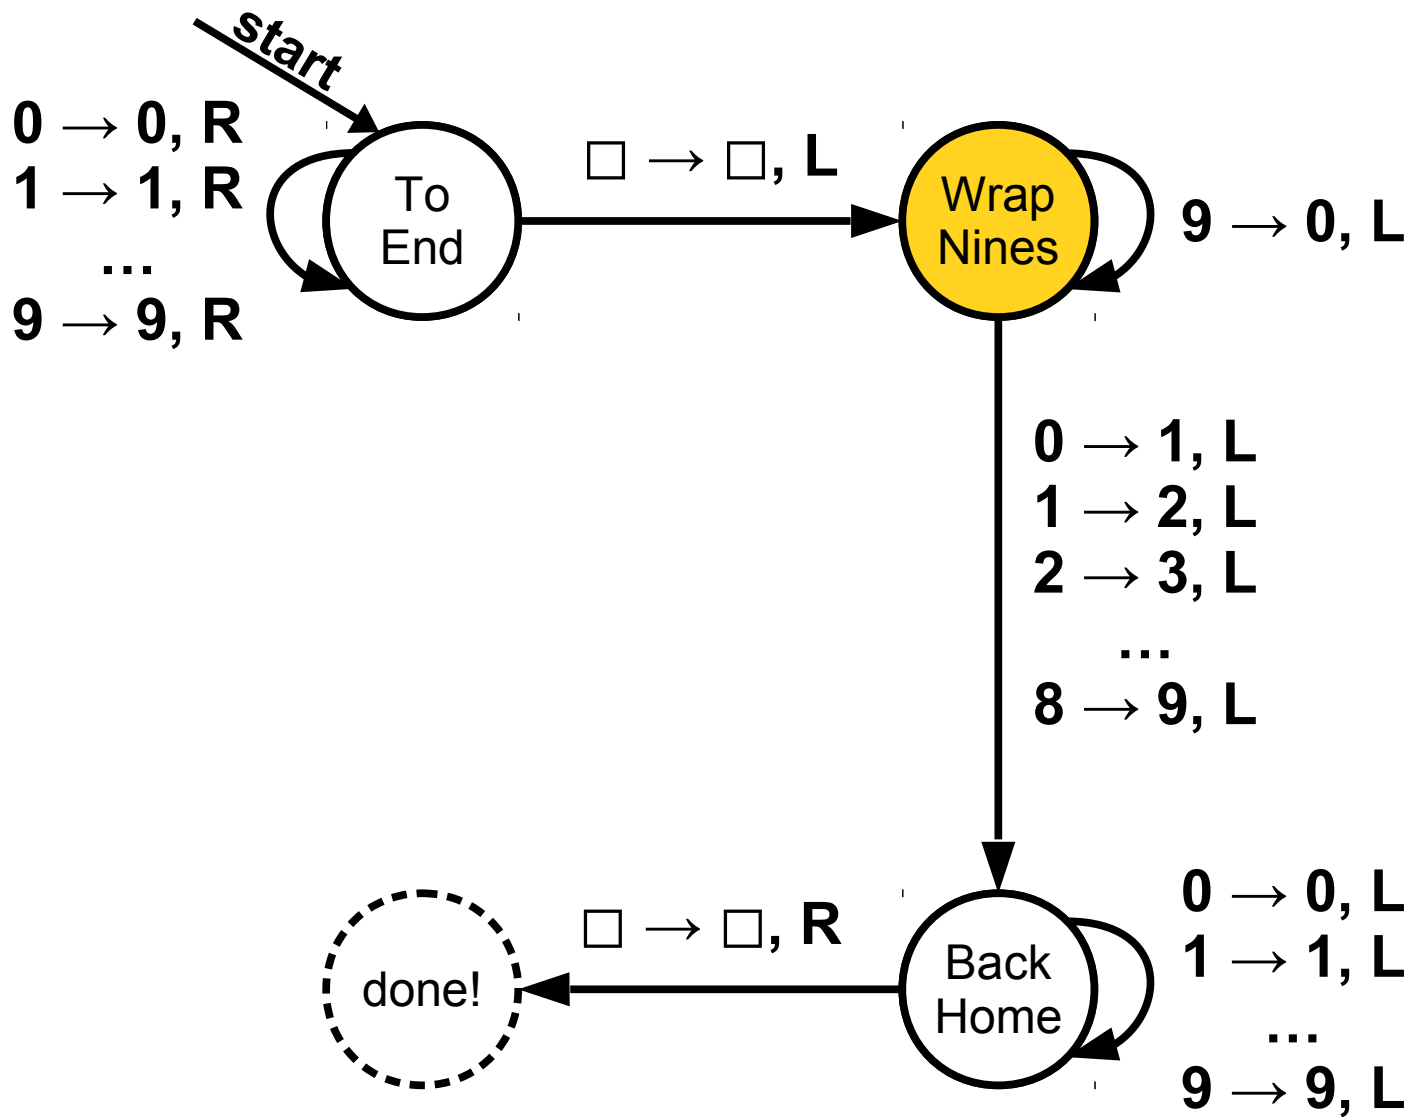 start
0 → 0, R
1 → 1, R
...
9 → 9, R
To
End
□ → □, L
Wrap
Nines
9 → 0, L
0 → 1, L
1 → 2, L
2 → 3, L
...
8 → 9, L
done!
□ → □, R
Back
Home
0 → 0, L
1 → 1, L
...
9 → 9, L